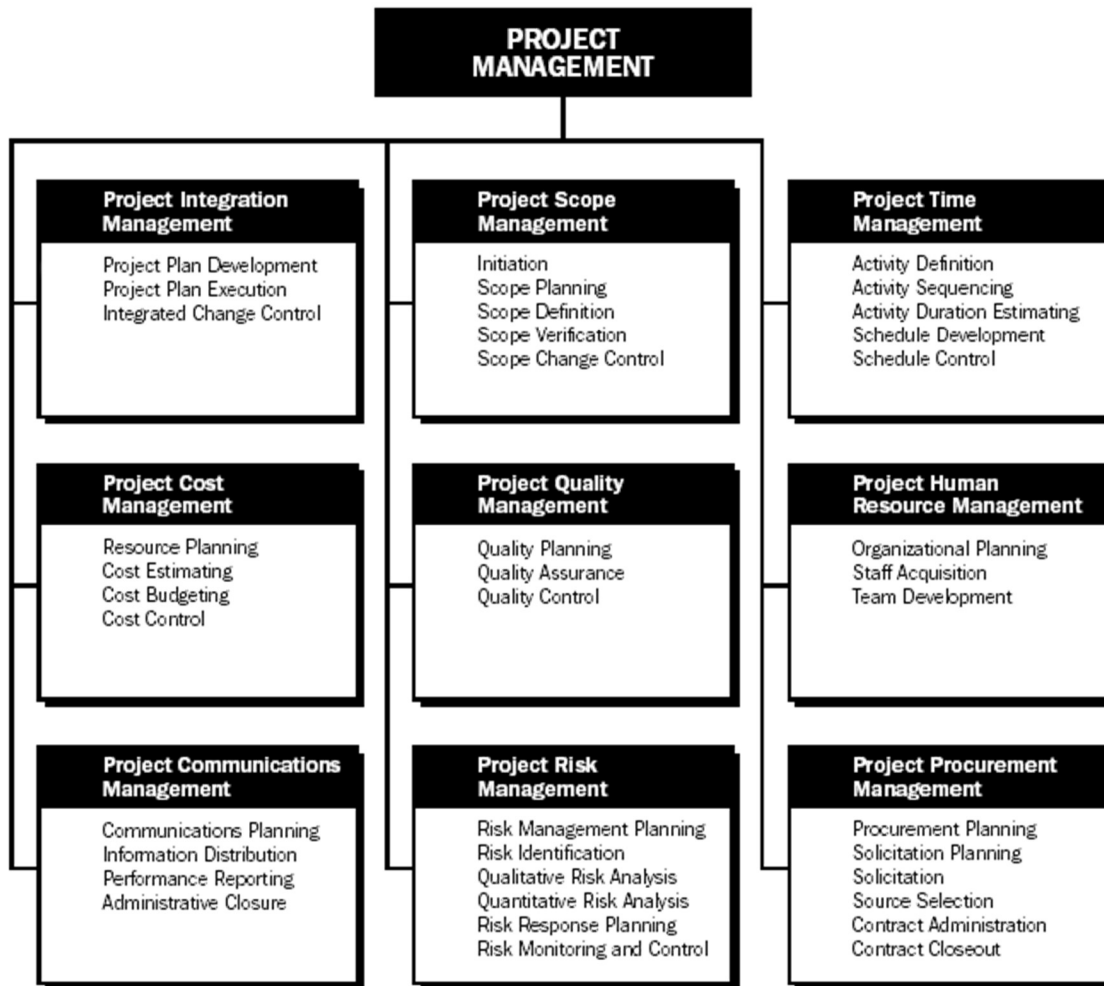 PROJECT
MANAGEMENT
Project Integration
Management
Project Plan Development
Project Plan Execution
Integrated Change Control
Project Scope
Management
Initiation
Scope Planning
Scope Definition
Scope Verification
Scope Change Control
Project Time
Management
Activity Definition
Activity Sequencing
Activity Duration Estimating
Schedule Development
Schedule Control
Project Cost
Management
Resource Planning
Cost Estimating
Cost Budgeting
Cost Control
Project Quality
Management
Quality Planning
Quality Assurance
Quality Control
Project Human
Resource Management
Organizational Planning
Staff Acquisition
Team Development
Project Communications
Management
Communications Planning
Information Distribution
Performance Reporting
Administrative Closure
Project Risk
Management
Risk Management Planning
Risk Identification
Qualitative Risk Analysis
Quantitative Risk Analysis
Risk Response Planning
Risk Monitoring and Control
Project Procurement
Management
Procurement Planning
Solicitation Planning
Solicitation
Source Selection
Contract Administration
Contract Closeout